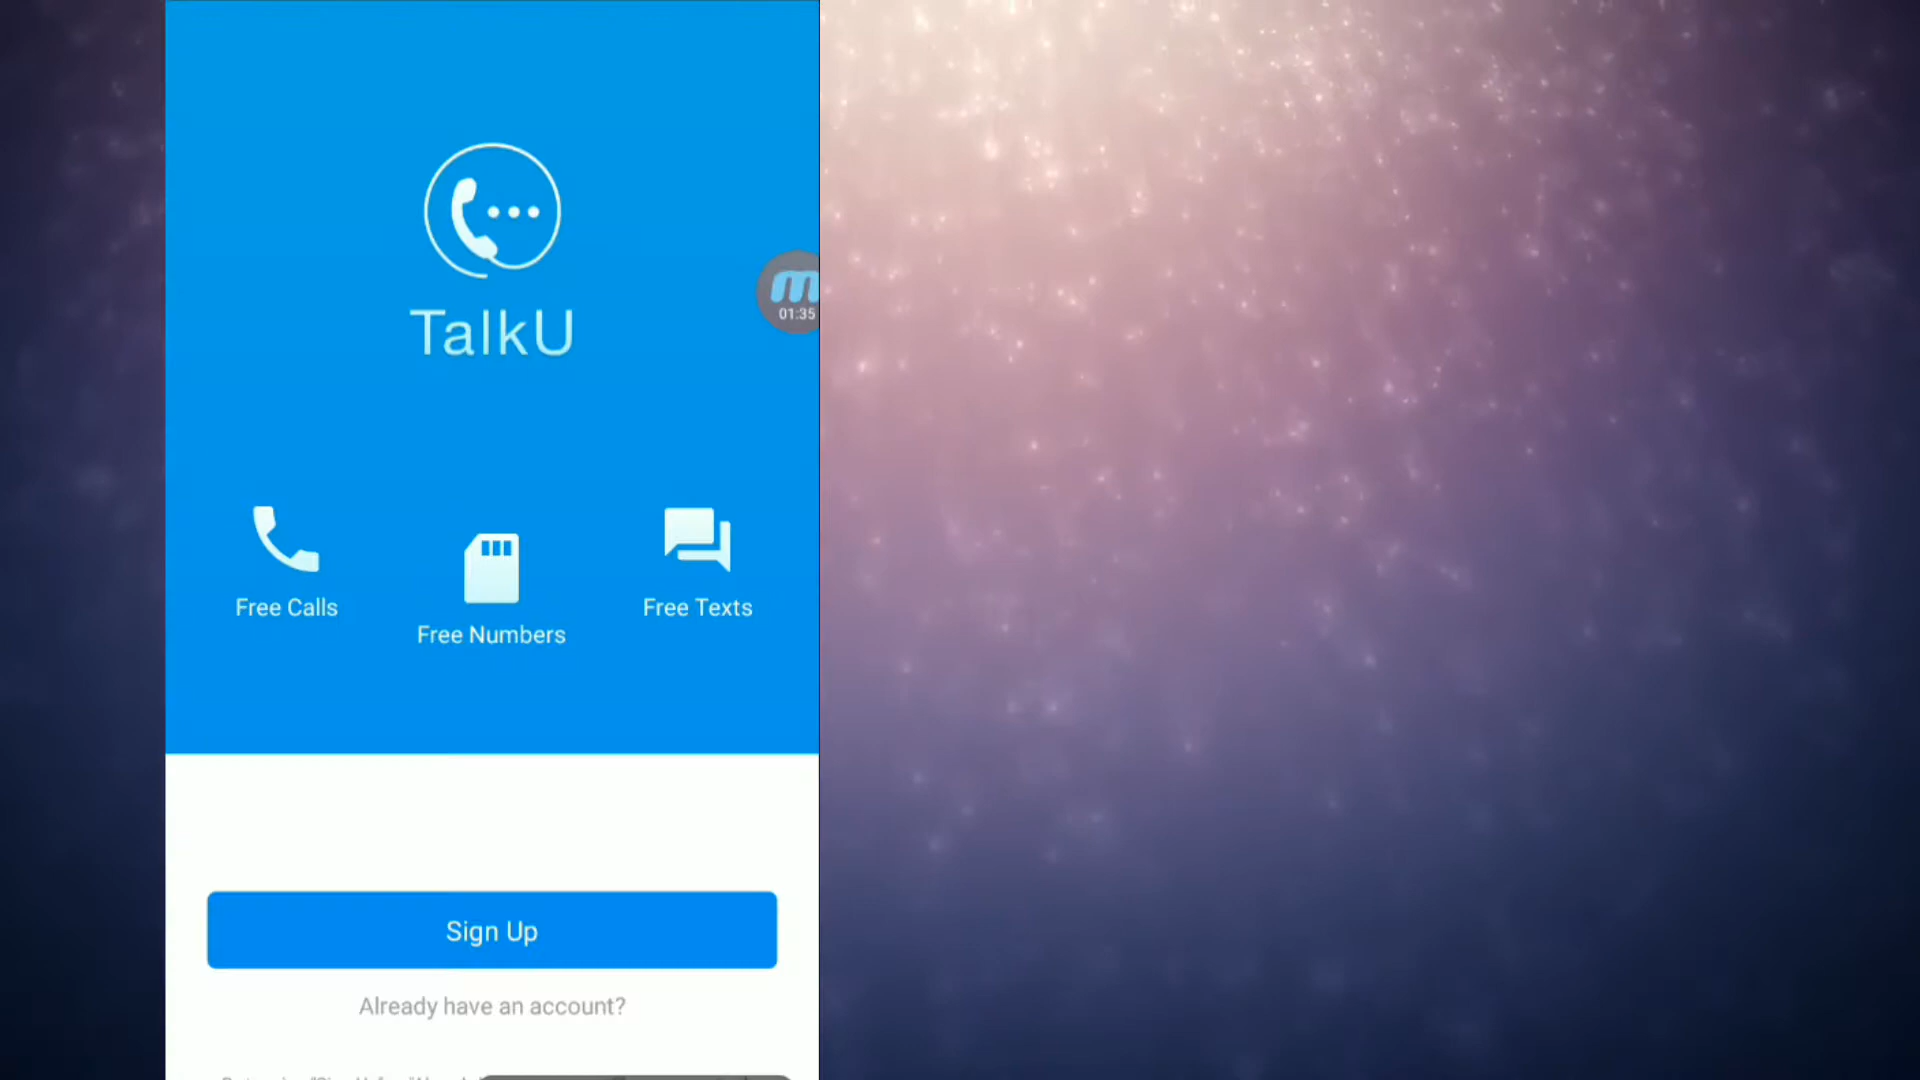 m
01:35
TalkU
Free Calls
Free Numbers
Free Texts
Sign Up
Already have an account?